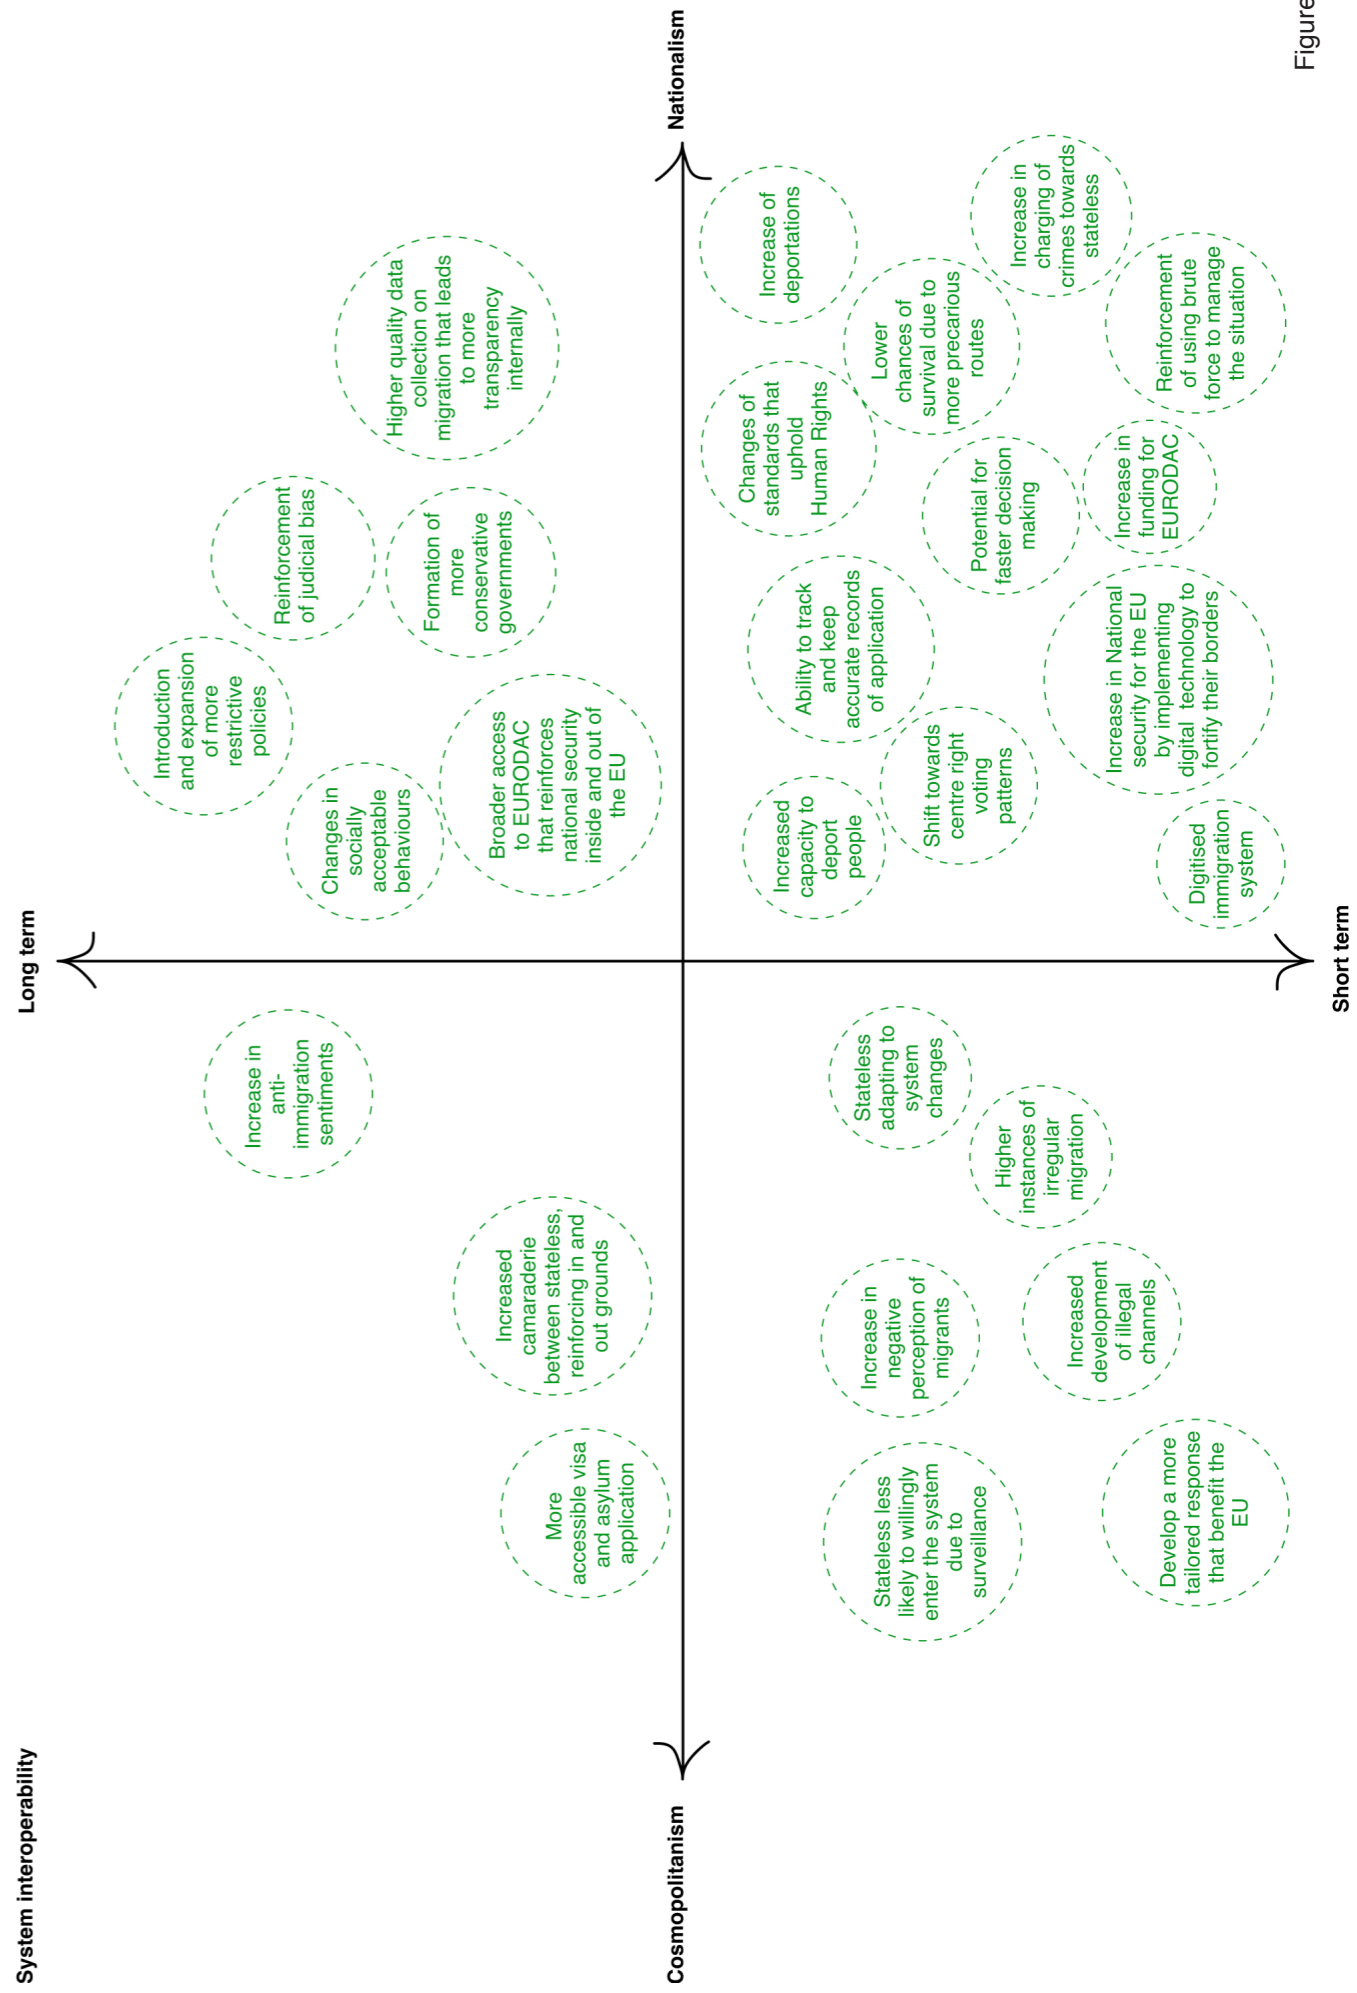 System interoperability
Long term
Cosmopolitanism
Nationalism
Short term
Increase in
anti-
immigration
sentiments
Increased
camaraderie
between stateless,
reinforcing in and
out grounds
More
accessible visa
and asylum
application
Introduction
and expansion
of more
restrictive
policies
Reinforcement
of judicial bias
Changes in
socially
acceptable
behaviours
Formation of
more
conservative
governments
Higher quality data
collection on
migration that leads
to more
transparency
internally
Broader access
to EURODAC
that reinforces
national security
inside and out of
the EU
Stateless
adapting to
system
changes
Increase in
negative
perception of
migrants
Stateless less
likely to willingly
enter the system
due to
surveillance
Higher
instances of
irregular
migration
Increased
development
of illegal
channels
Develop a more
tailored response
that benefit the
EU
Increased
capacity to
deport
people
Ability to track
and keep
accurate records
of application
Changes of
standards that
uphold
Human Rights
Increase of
deportations
Shift towards
centre right
voting
patterns
Potential for
faster decision
making
Lower
chances of
survival due to
more precarious
routes
Increase in
charging of
crimes towards
stateless
Digitised
immigration
system
Increase in National
security for the EU
by implementing
digital technology to
fortify their borders
Increase in
funding for
EURODAC
Reinforcement
of using brute
force to manage
the situation
Figure